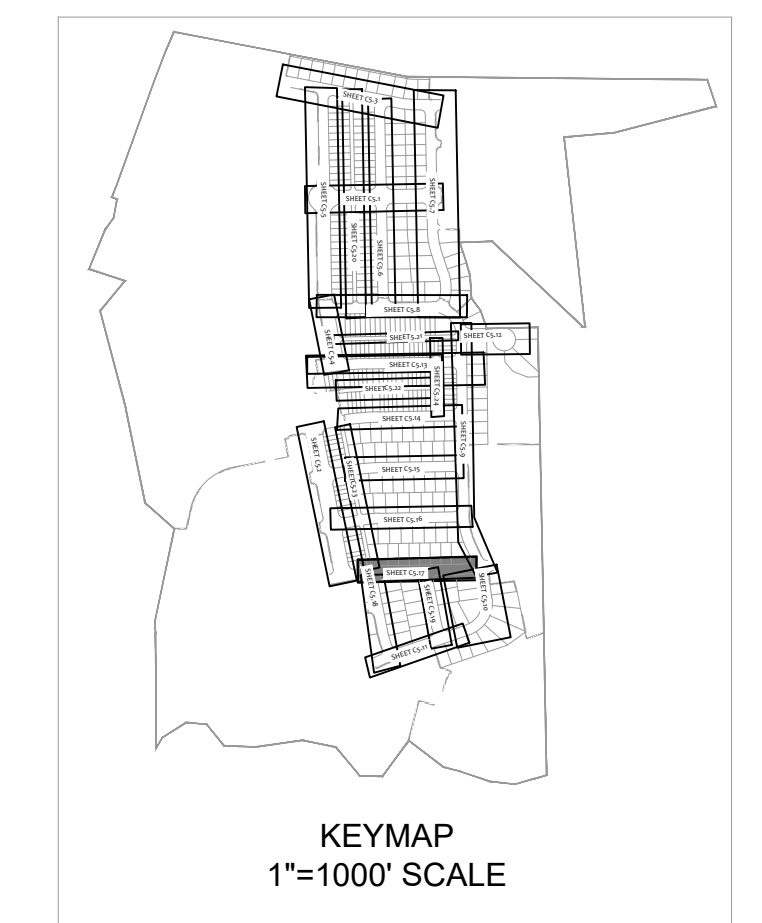 SHEET C5.3
SHEET C5.5
SHEET C5.1
SHEET C5.7
SHEET C5.20
SHEET C5.6
SHEET C5.8
SHEET C5.4
SHEET 5.21
SHEET C5.12
SHEET C5.13
SHEET C5.22
SHEET C5.24
SHEET C5.14
SHEET C5.9
SHEET C5.2
SHEET C5.23
SHEET C5.15
SHEET C5.16
SHEET C5.17
SHEET C5.18
SHEET C5.19
SHEET C5.10
SHEET C5.11
KEYMAP
1"=1000' SCALE